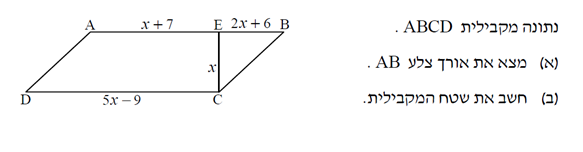 נתונה מקבילית ABCD .
(א) מצא את אורך צלע AB .
(ב) חשב את שטח המקבילית.
A x + 7 E 2x + 6 B
x
D 5x − 9 C